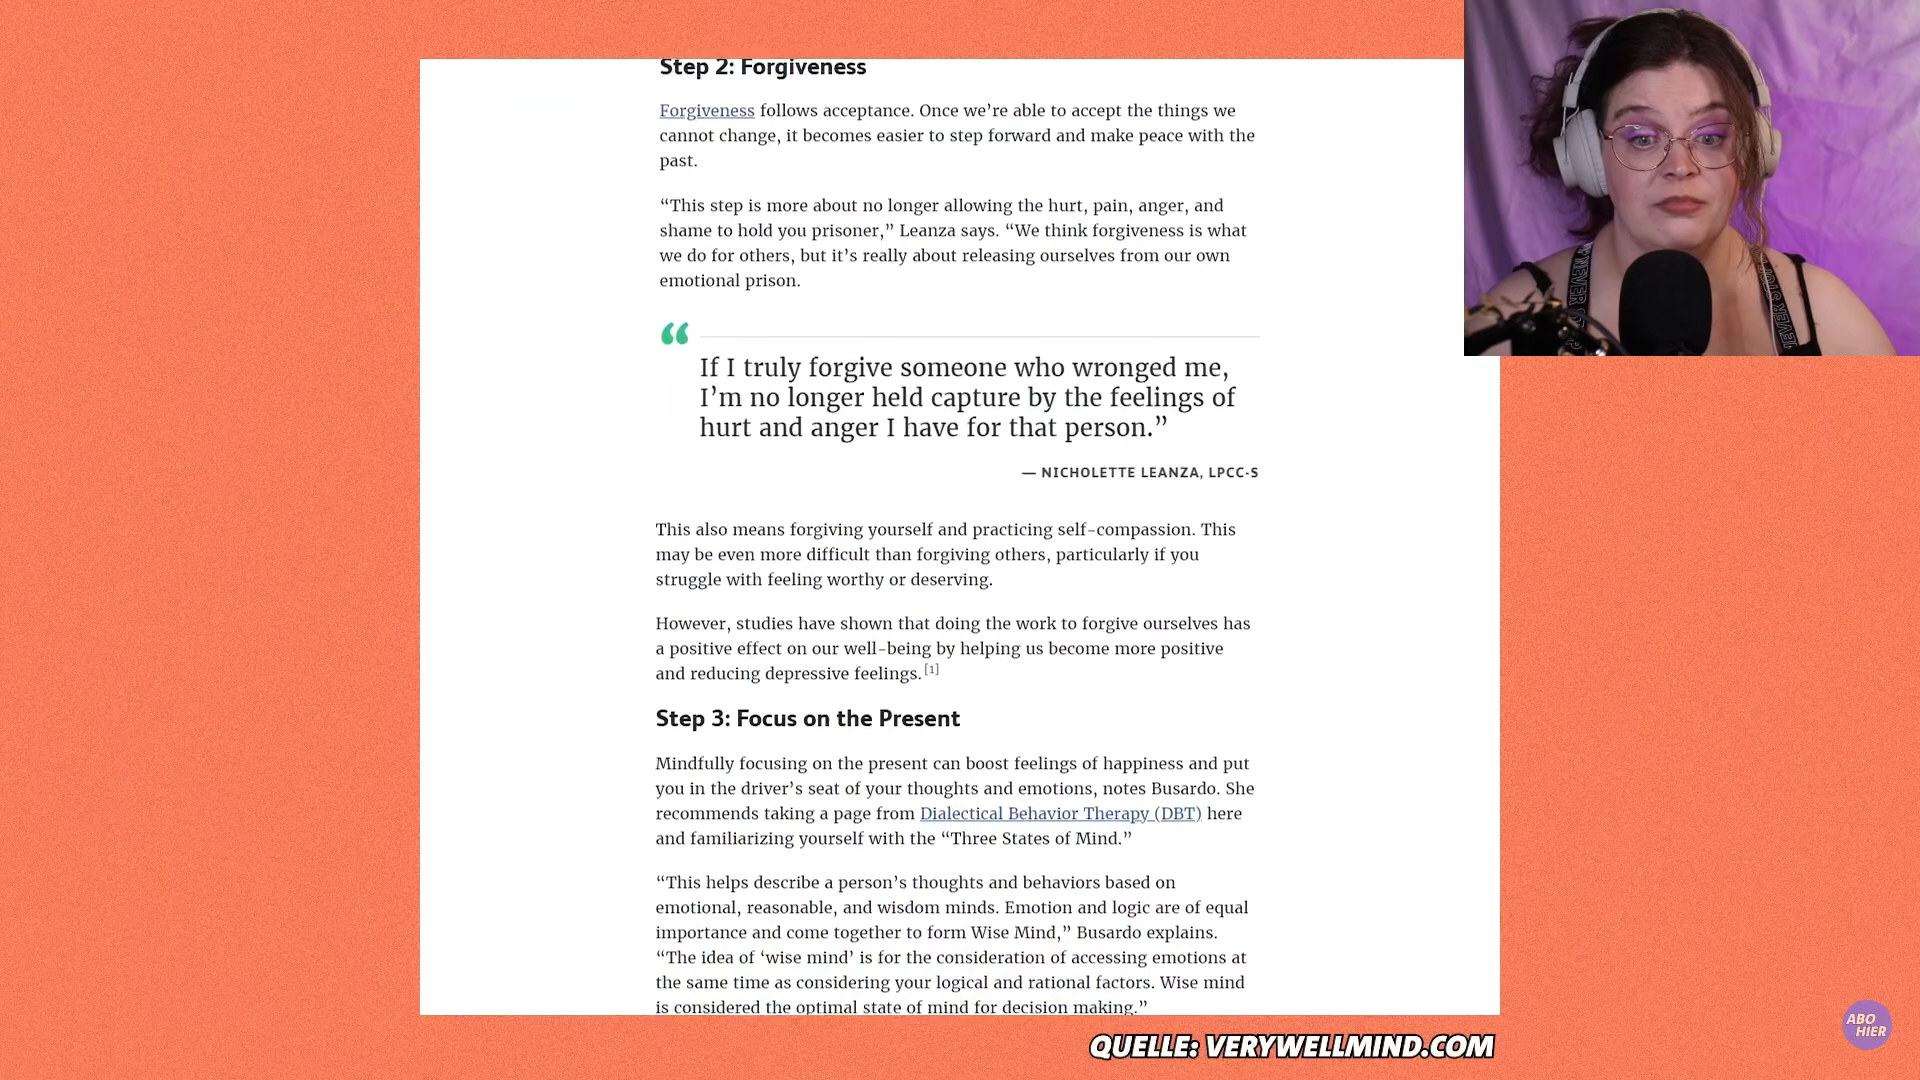 Step 2: Forgiveness
Forgiveness follows acceptance. Once we’re able to accept the things we
cannot change, it becomes easier to step forward and make peace with the
past.
“This step is more about no longer allowing the hurt, pain, anger, and
shame to hold you prisoner,” Leanza says. “We think forgiveness is what
we do for others, but it’s really about releasing ourselves from our own
emotional prison.
“
If I truly forgive someone who wronged me,
I’m no longer held capture by the feelings of
hurt and anger I have for that person.”
— NICHOLETTE LEANZA, LPCC-S
This also means forgiving yourself and practicing self-compassion. This
may be even more difficult than forgiving others, particularly if you
struggle with feeling worthy or deserving.
However, studies have shown that doing the work to forgive ourselves has
a positive effect on our well-being by helping us become more positive
and reducing depressive feelings.[1]
Step 3: Focus on the Present
Mindfully focusing on the present can boost feelings of happiness and put
you in the driver’s seat of your thoughts and emotions, notes Busardo. She
recommends taking a page from Dialectical Behavior Therapy (DBT) here
and familiarizing yourself with the “Three States of Mind.”
“This helps describe a person’s thoughts and behaviors based on
emotional, reasonable, and wisdom minds. Emotion and logic are of equal
importance and come together to form Wise Mind,” Busardo explains.
“The idea of ‘wise mind’ is for the consideration of accessing emotions at
the same time as considering your logical and rational factors. Wise mind
is considered the optimal state of mind for decision making.”
QUELLE: VERYWELLMIND.COM
ABO
HIER